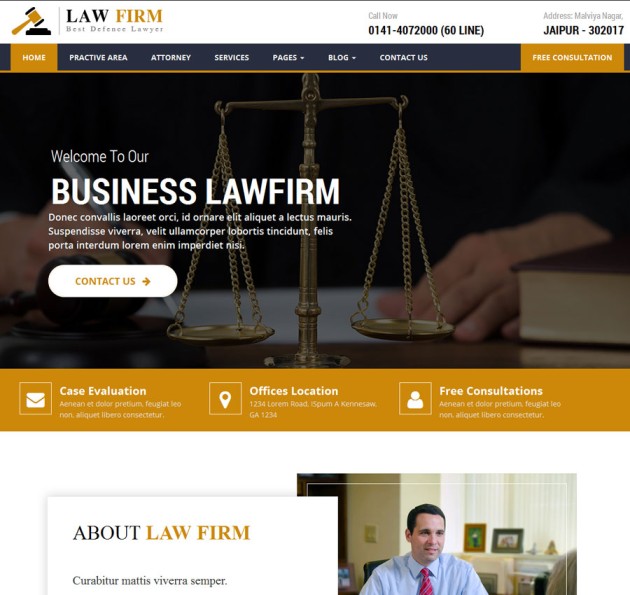 LAW FIRM
Best Defence Lawyer
Call Now
0141-4072000 (60 LINE)
Address: Malviya Nagar,
JAIPUR - 302017
HOME PRACTIVE AREA ATTORNEY SERVICES PAGES BLOG CONTACT US FREE CONSULTATION
Welcome To Our
BUSINESS LAWFIRM
Donec convallis laoreet orci, id ornare elit aliquet a lectus mauris.
Suspendisse viverra, velit ullamcorper lobortis tincidunt, felis
porta interdum lorem enim imperdiet nisi.
CONTACT US
Case Evaluation
Aenean et dolor pretium, feugiat leo
non, aliquet libero consectetur.
Offices Location
1234 Lorem Road, ISpum A Kennesaw,
GA 1234
Free Consultations
Aenean et dolor pretium, feugiat leo
non, aliquet libero consectetur.
ABOUT LAW FIRM
Curabitur mattis viverra semper.